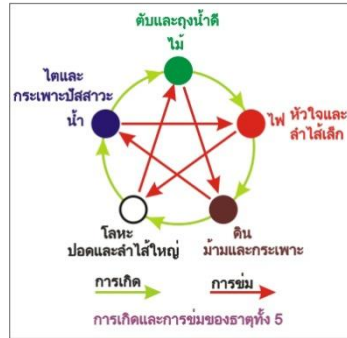 ตับและถุงน้ำดี
ไม้
ไตและ
กระเพาะปัสสาวะ
น้ำ
ไฟ หัวใจและ
ลำไส้เล็ก
โลหะ
ปอดและลำไส้ใหญ่
ดิน
ม้ามและกระเพาะ
การเกิด
การข่ม
การเกิดและการข่มของธาตุทั้ง 5